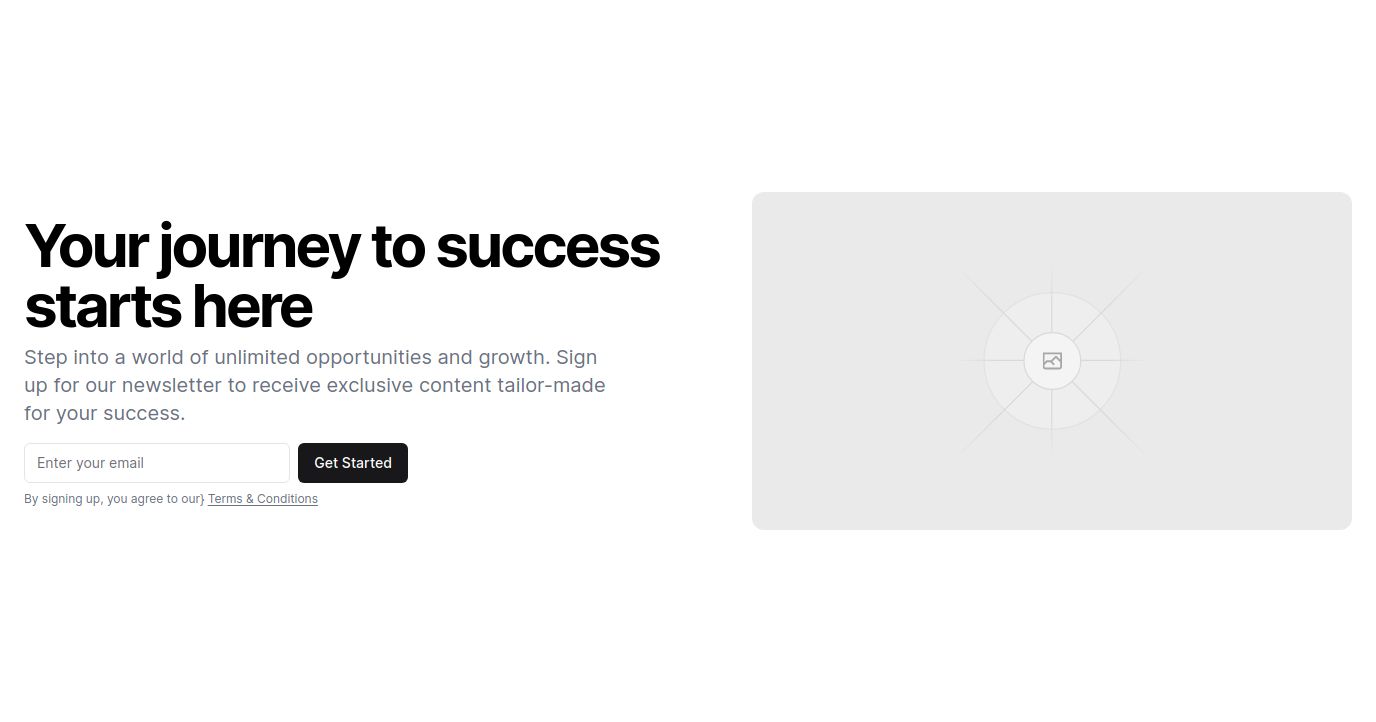 Your journey to success
starts here
Step into a world of unlimited opportunities and growth. Sign
up for our newsletter to receive exclusive content tailor-made
for your success.
Enter your email
Get Started
By signing up, you agree to our} Terms & Conditions